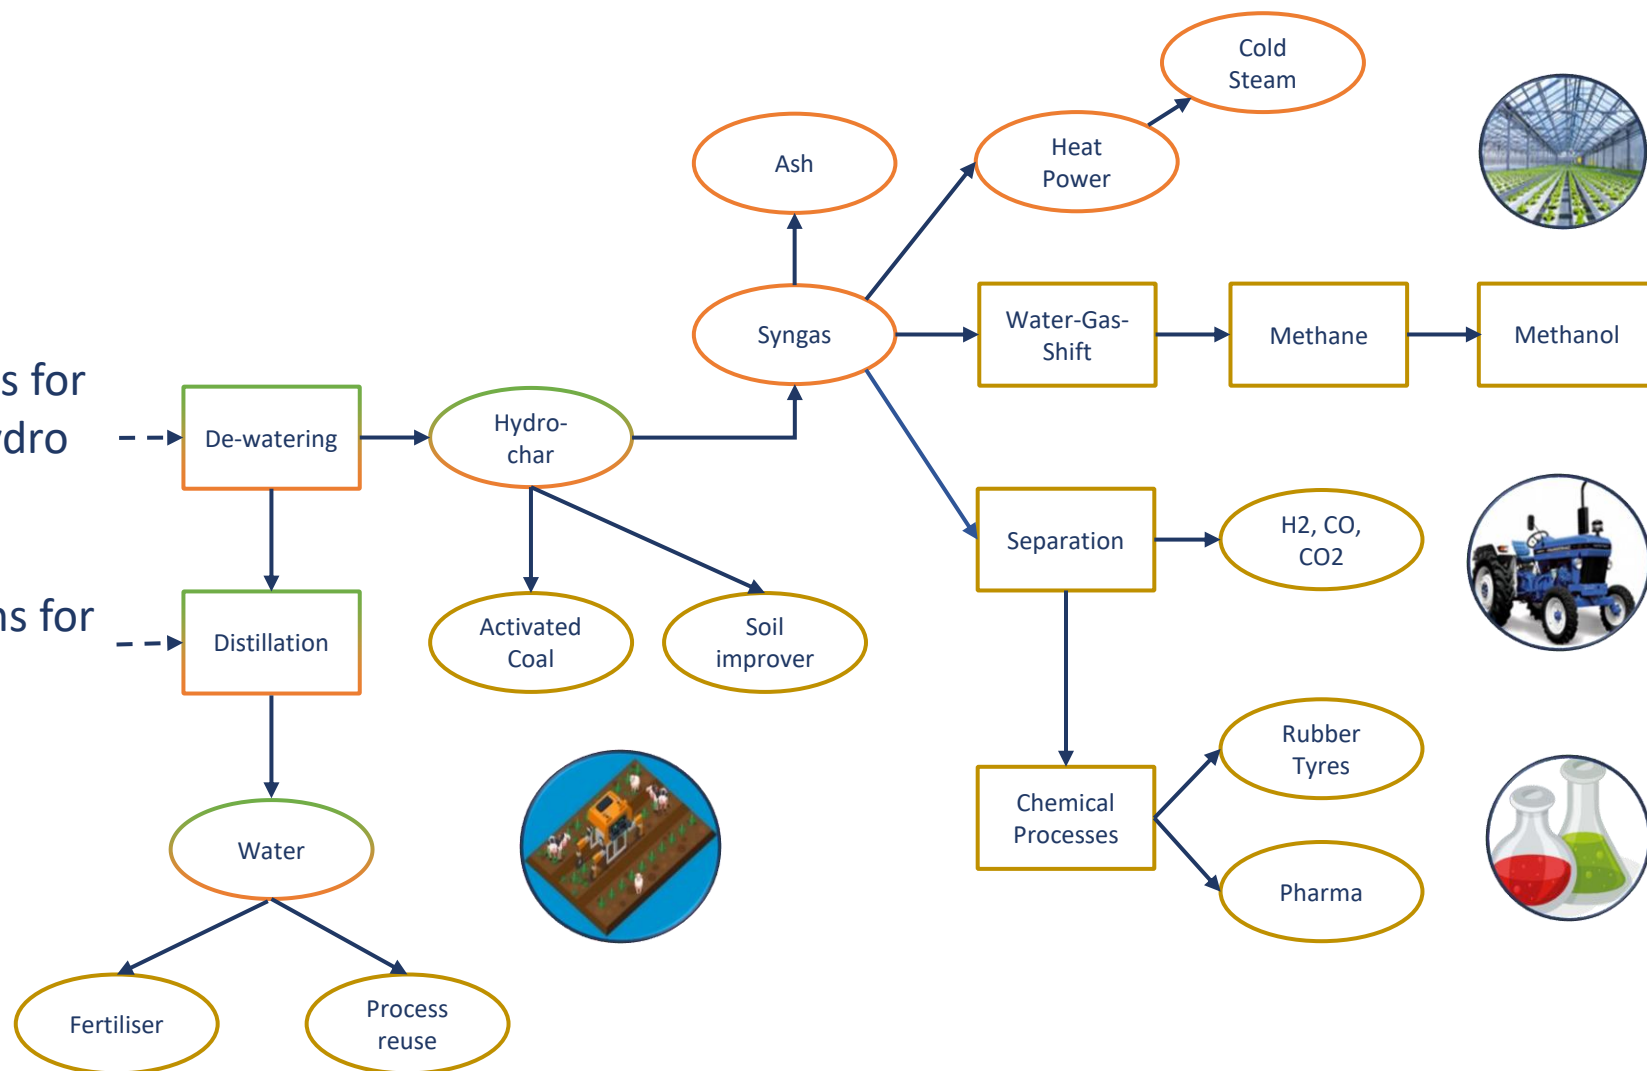 Cold
Steam
Ash
Heat
Power
Syngas
Water-Gas-
Shift
Methane
Methanol
s for
dro
De-watering
Hydro-
char
H2, CO,
CO2
Separation
ns for
Distillation
Activated
Coal
Soil
improver
Rubber
Tyres
Chemical
Processes
Water
Pharma
Fertiliser
Process
reuse